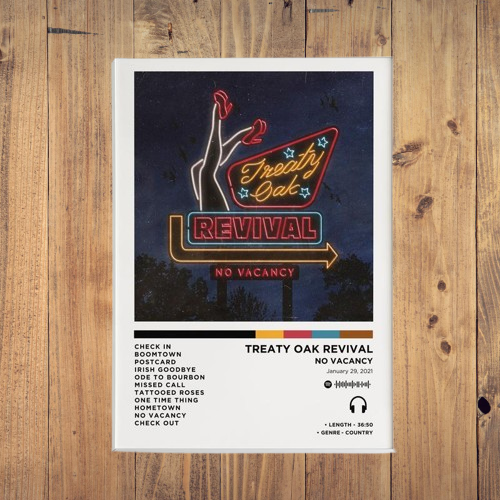 Treaty
Oak
REVIVAL
NO VACANCY
CHECK IN
BOOMTOWN
POSTCARD
IRISH GOODBYE
ODE TO BOURBON
MISSED CALL
TATTOOED ROSES
ONE TIME THING
HOMETOWN
NO VACANCY
CHECK OUT
TREATY OAK REVIVAL
NO VACANCY
January 29, 2021
• LENGTH - 36:50
• GENRE - COUNTRY